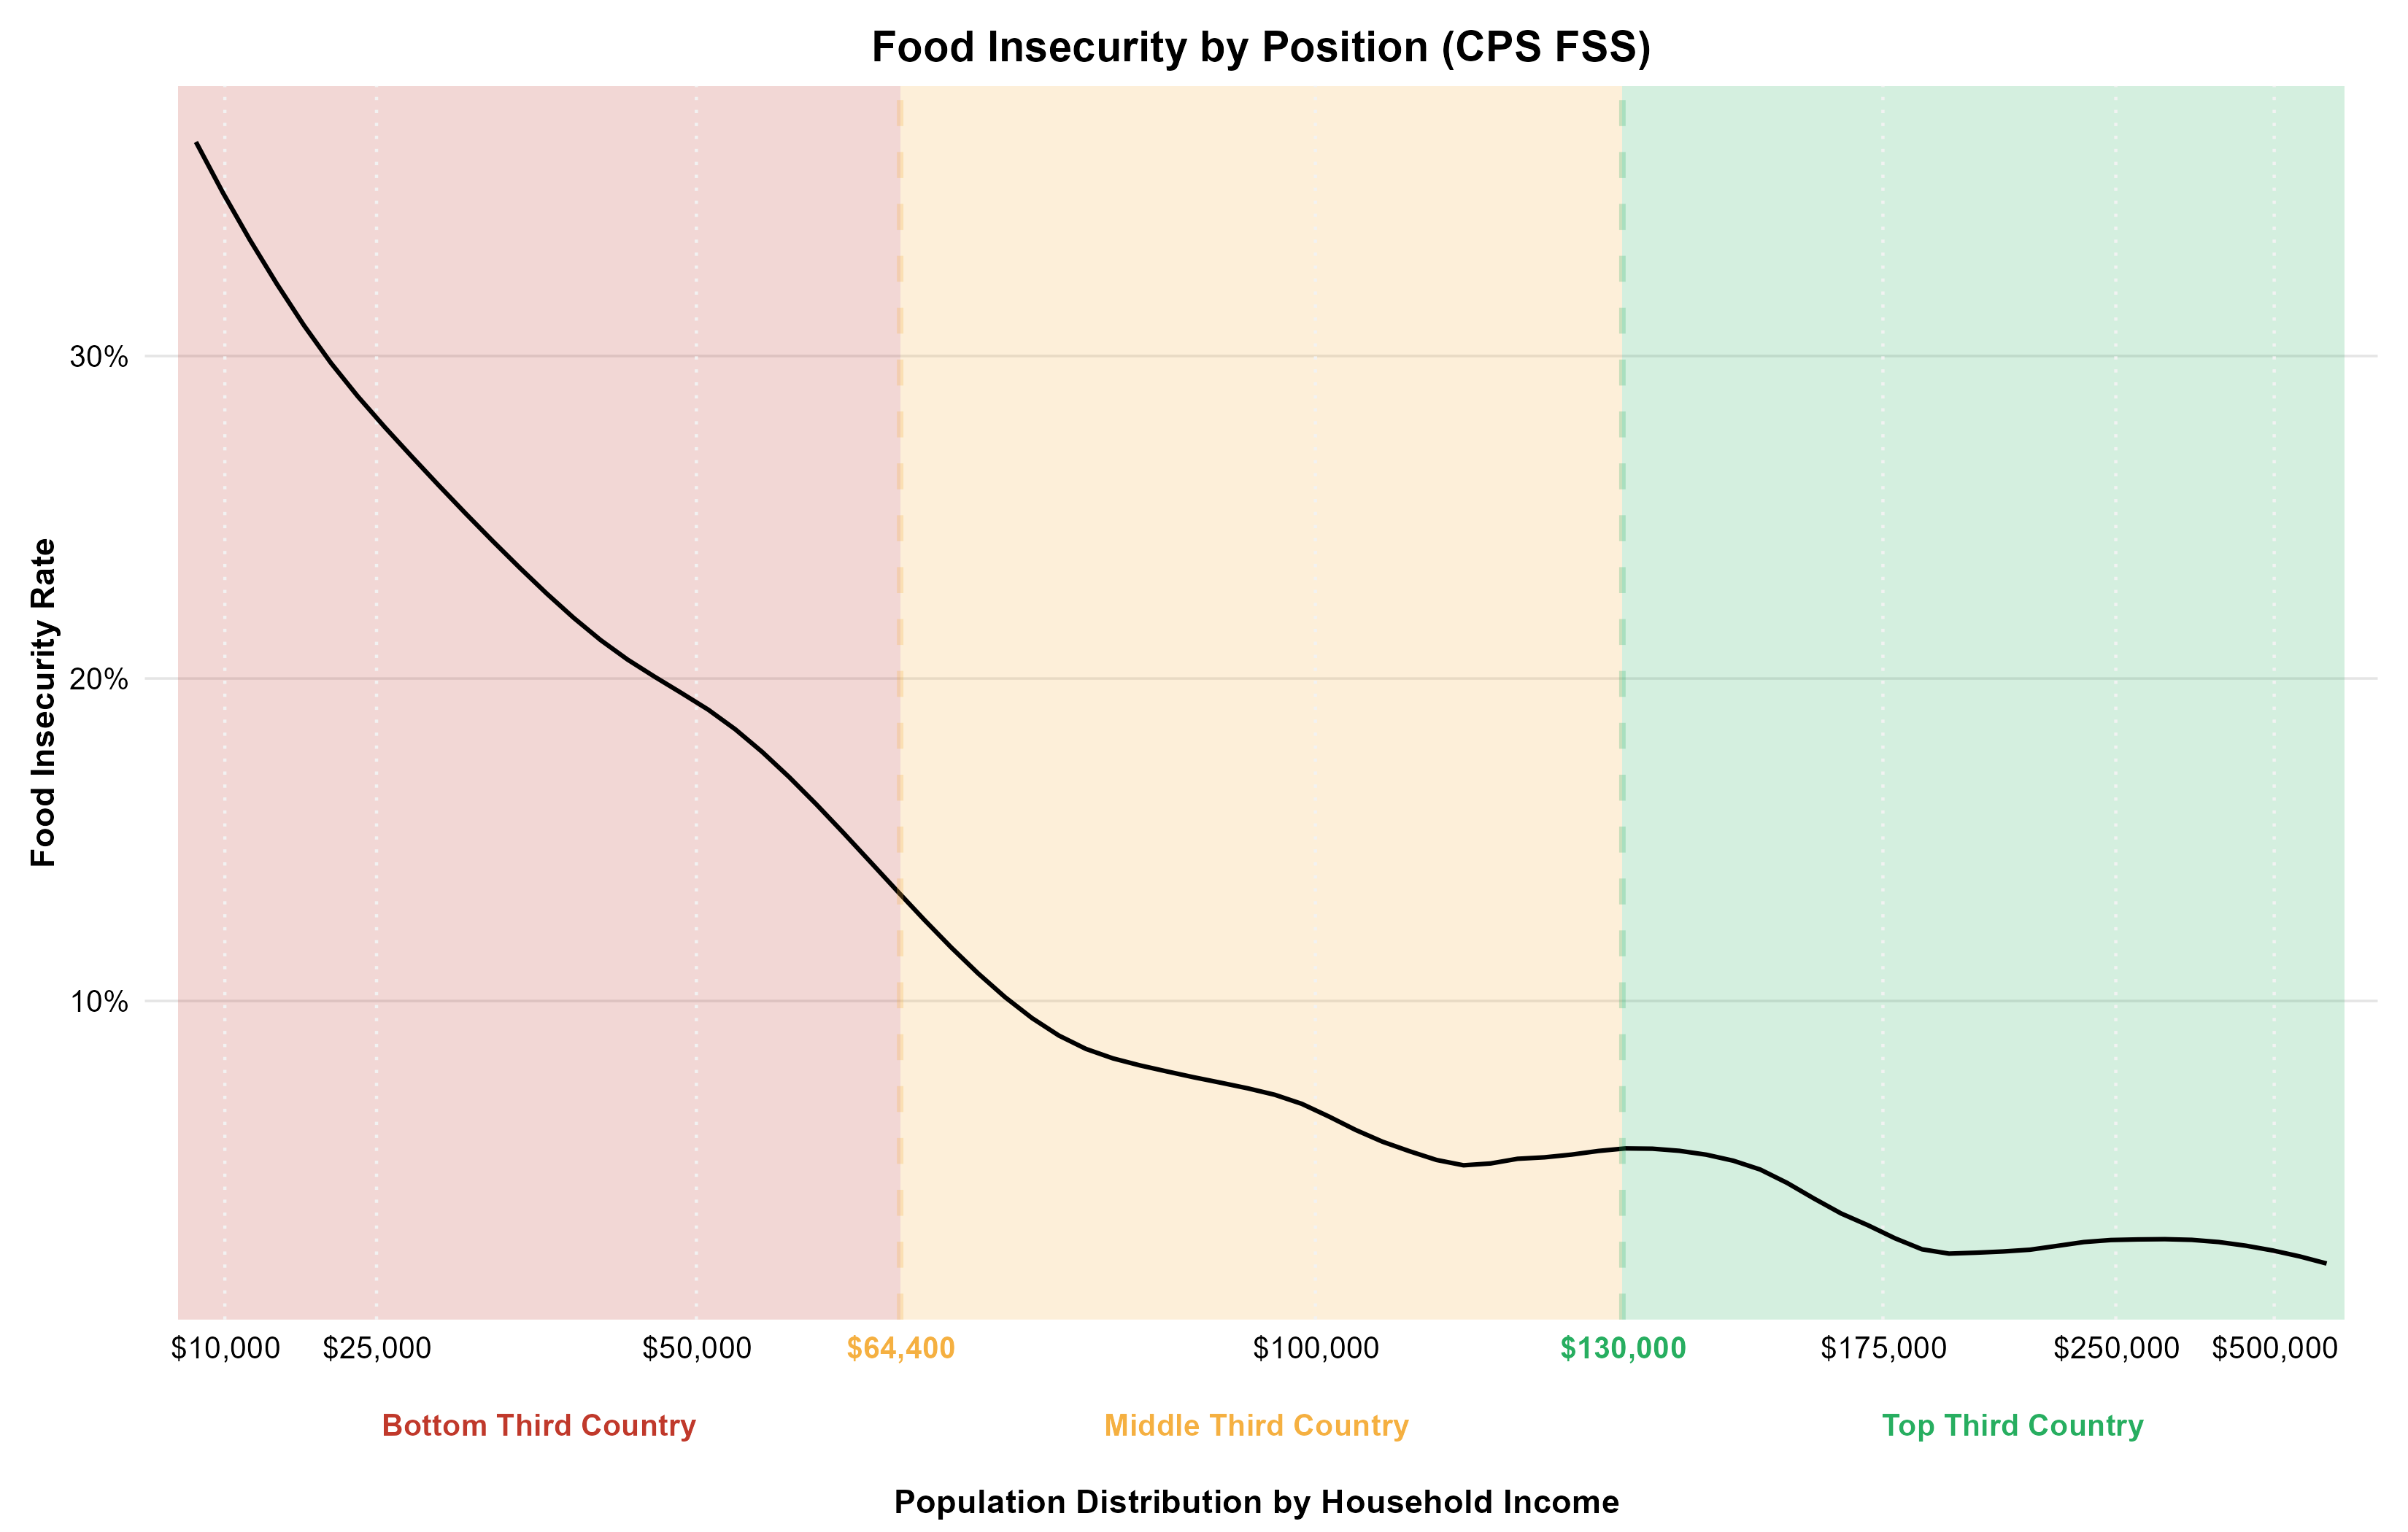 Food Insecurity by Position (CPS FSS)
Food Insecurity Rate
30%
20%
10%
$10,000 $25,000 $50,000 $64,400 $100,000 $130,000 $175,000 $250,000 $500,000
Bottom Third Country Middle Third Country Top Third Country
Population Distribution by Household Income